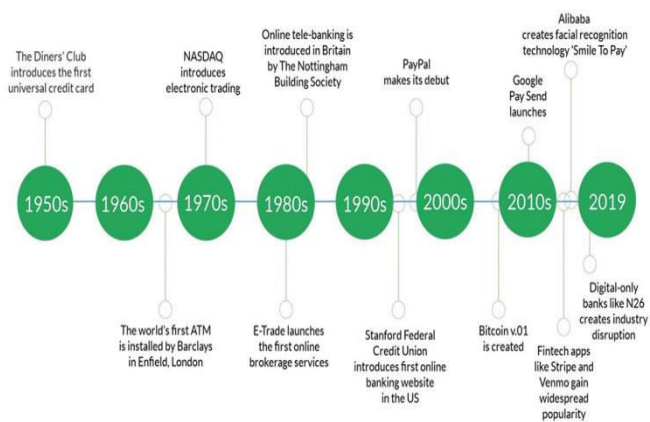 The Diners' Club
introduces the first
universal credit card
NASDAQ
introduces
electronic trading
Online tele-banking is
introduced in Britain
by The Nottingham
Building Society
PayPal
makes its debut
Google
Pay Send
launches
Alibaba
creates facial recognition
technology 'Smile To Pay'
1950s
1960s
1970s
1980s
1990s
2000s
2010s
2019
The world's first ATM
is installed by Barclays
in Enfield, London
E-Trade launches
the first online
brokerage services
Stanford Federal
Credit Union
introduces first online
banking website
in the US
Bitcoin v.01
is created
Fintech apps
like Stripe and
Venmo gain
widespread
popularity
Digital-only
banks like N26
creates industry
disruption